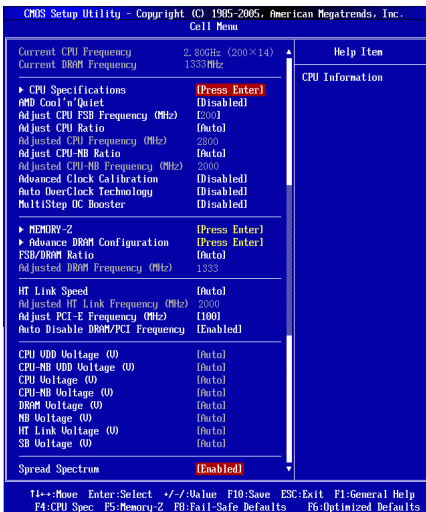 CMOS Setup Utility - Copyright (C) 1985-2005, American Megatrends, Inc.
Cell Menu
Current CPU Frequency 2.80GHz (200×14)
Current DRAM Frequency 1333MHz
Help Item
CPU Information
▶ CPU Specifications [Press Enter]
AMD Cool'n'Quiet [Disabled]
Adjust CPU FSB Frequency (MHz) [200]
Adjust CPU Ratio [Auto]
Adjusted CPU Frequency (MHz) 2800
Adjust CPU-NB Ratio [Auto]
Adjusted CPU-NB Frequency (MHz) 2000
Advanced Clock Calibration [Disabled]
Auto OverClock Technology [Disabled]
MultiStep OC Booster [Disabled]
▶ MEMORY-Z [Press Enter]
▶ Advance DRAM Configuration [Press Enter]
FSB/DRAM Ratio [Auto]
Adjusted DRAM Frequency (MHz) 1333
HT Link Speed [Auto]
Adjusted HT Link Frequency (MHz) 2000
Adjust PCI-E Frequency (MHz) [100]
Auto Disable DRAM/PCI Frequency [Enabled]
CPU VDD Voltage (V) [Auto]
CPU-NB VDD Voltage (V) [Auto]
CPU Voltage (V) [Auto]
CPU-NB Voltage (V) [Auto]
DRAM Voltage (V) [Auto]
NB Voltage (V) [Auto]
HT Link Voltage (V) [Auto]
SB Voltage (V) [Auto]
Spread Spectrum [Enabled]
↑↓←→:Move Enter:Select +/-/:Value F10:Save ESC:Exit F1:General Help
F4:CPU Spec F5:Memory-Z F8:Fail-Safe Defaults F6:Optimized Defaults